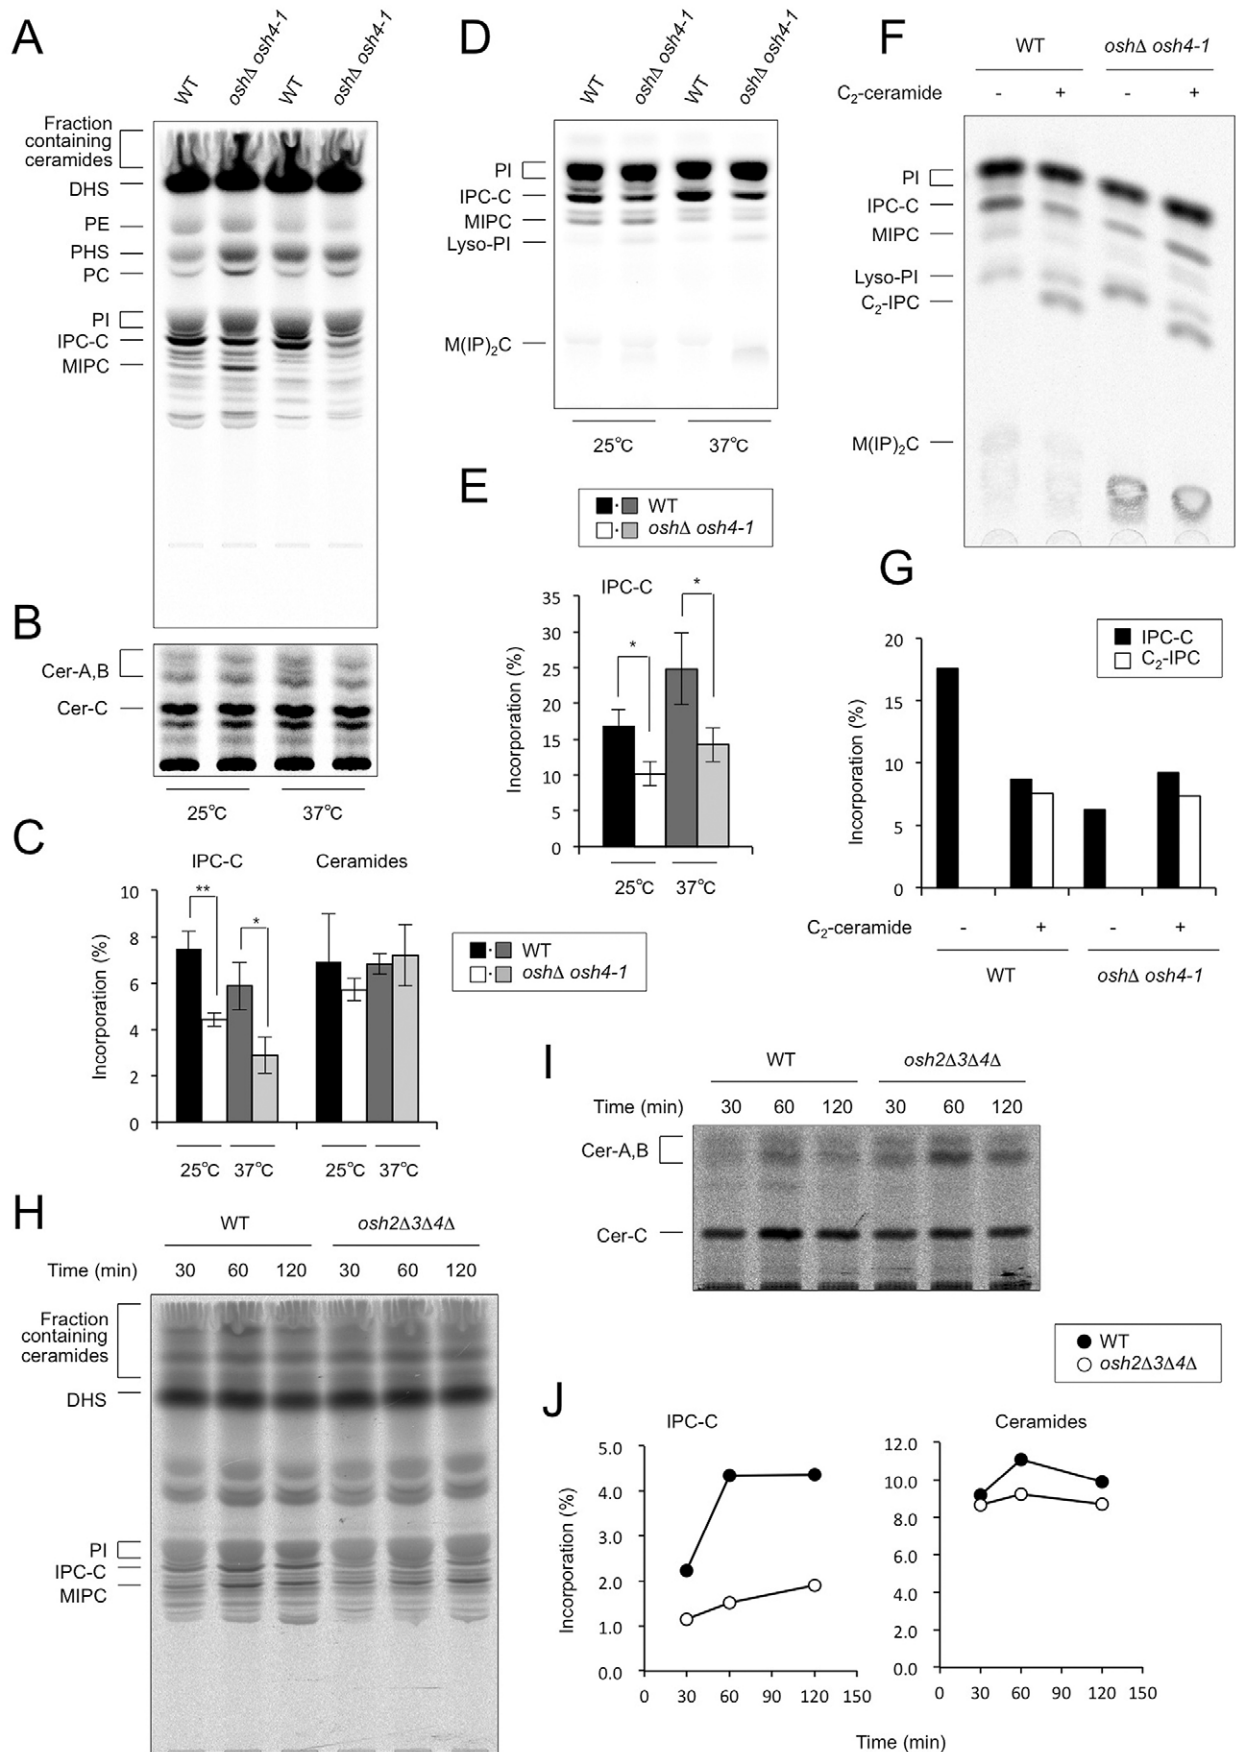 A
WT
oshΔ osh4-1
WT
oshΔ osh4-1
Fraction
containing
ceramides
DHS
PE
PHS
PC
PI
IPC-C
MIPC
B
Cer-A,B
Cer-C
25°C
37°C
C
IPC-C
Ceramides
10
8
6
4
2
0
Incorporation (%)
25°C
37°C
25°C
37°C
**
*
WT
oshΔ osh4-1
D
WT
oshΔ osh4-1
WT
oshΔ osh4-1
PI
IPC-C
MIPC
Lyso-PI
M(IP)₂C
25°C
37°C
E
WT
oshΔ osh4-1
IPC-C
35
30
25
20
15
10
5
0
Incorporation (%)
*
*
25°C
37°C
F
WT
oshΔ osh4-1
C₂-ceramide
-
+
-
+
PI
IPC-C
MIPC
Lyso-PI
C₂-IPC
M(IP)₂C
G
IPC-C
C₂-IPC
20
15
10
5
0
Incorporation (%)
C₂-ceramide
-
+
-
+
WT
oshΔ osh4-1
H
WT
osh2Δ3Δ4Δ
Time (min)
30
60
120
30
60
120
Fraction
containing
ceramides
DHS
PI
IPC-C
MIPC
I
WT
osh2Δ3Δ4Δ
Time (min)
30
60
120
30
60
120
Cer-A,B
Cer-C
WT
osh2Δ3Δ4Δ
J
IPC-C
5.0
4.0
3.0
2.0
1.0
0.0
Incorporation (%)
0
30
60
90
120
150
Ceramides
12.0
10.0
8.0
6.0
4.0
2.0
0.0
0
30
60
90
120
150
Time (min)